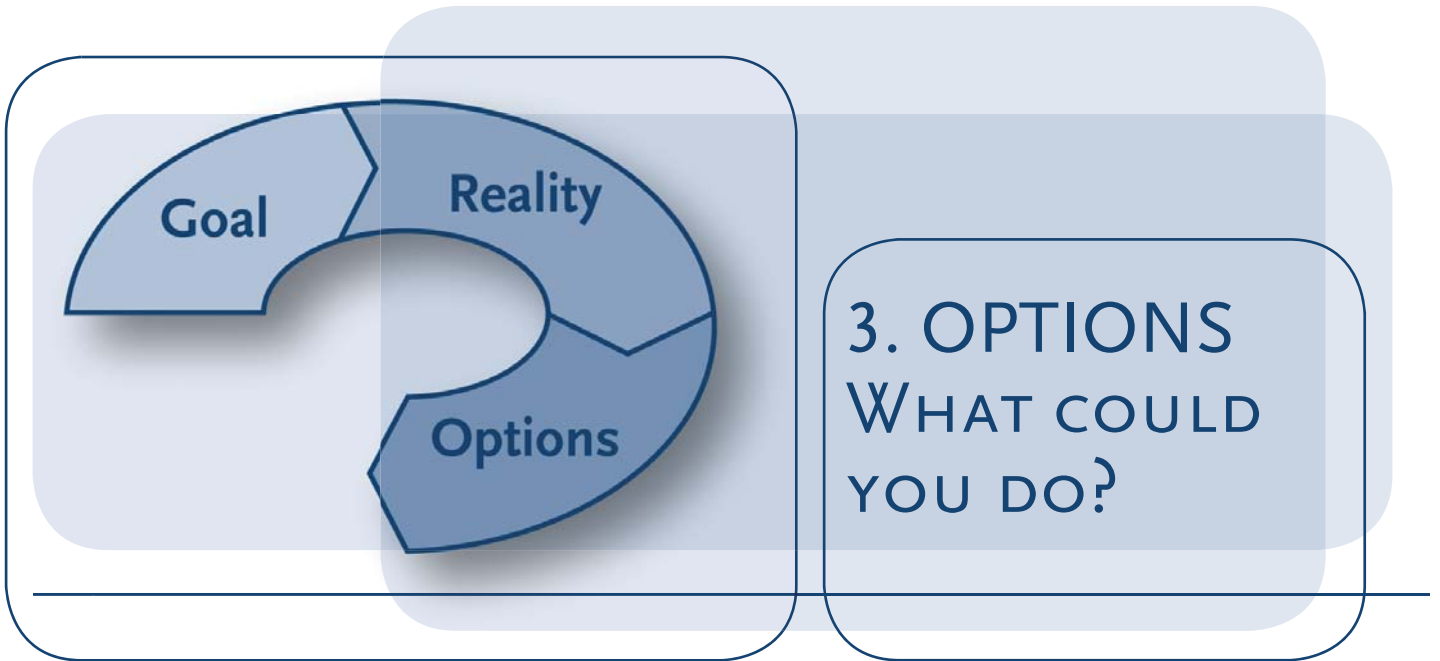 Goal
Reality
Options
3. OPTIONS
WHAT COULD
YOU DO?